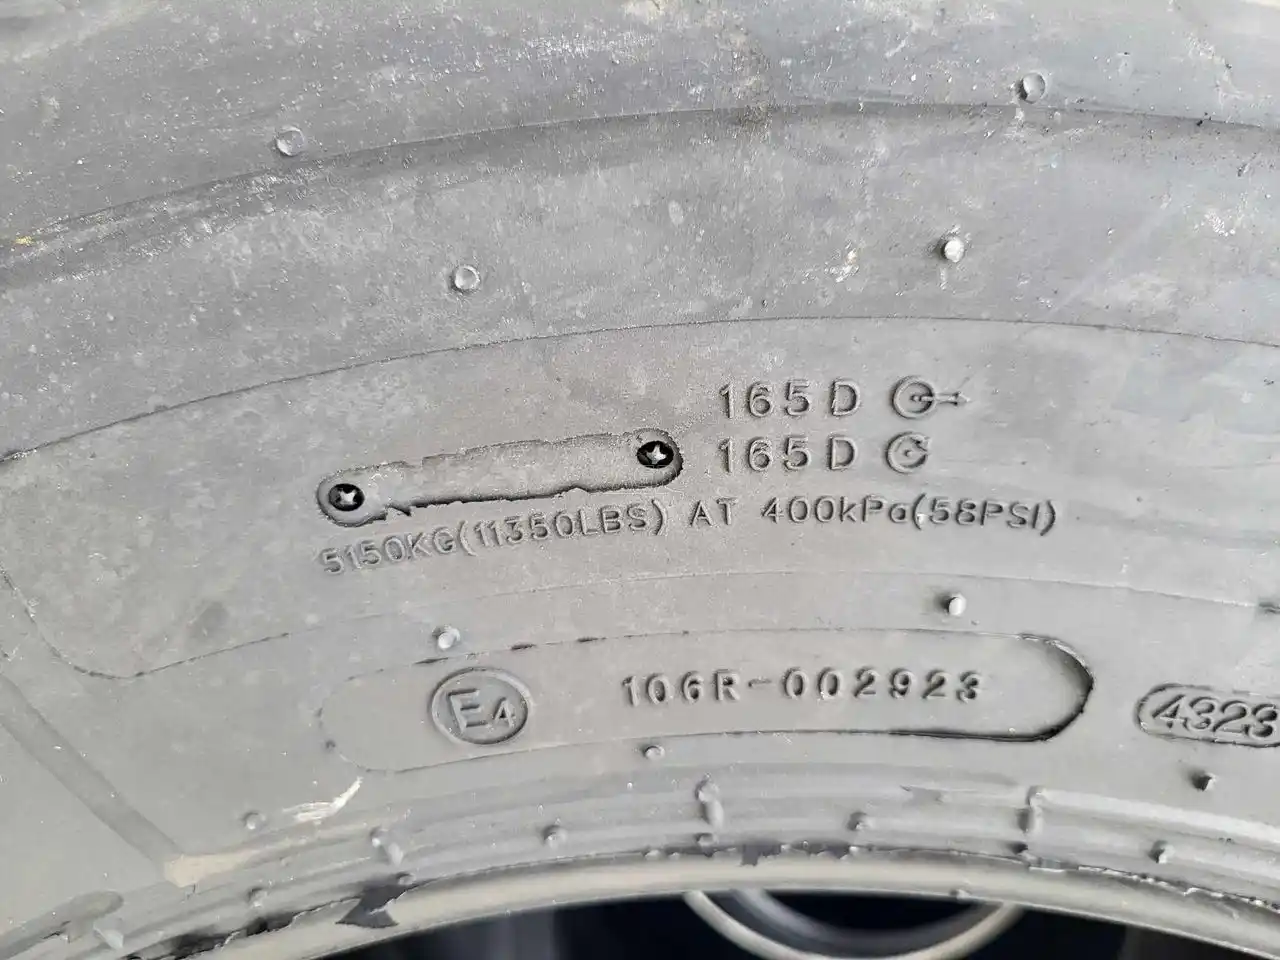 165 D
165 D
5150KG(11350LBS) AT 400kPa(58PSI)
E4 106R-002923 4323